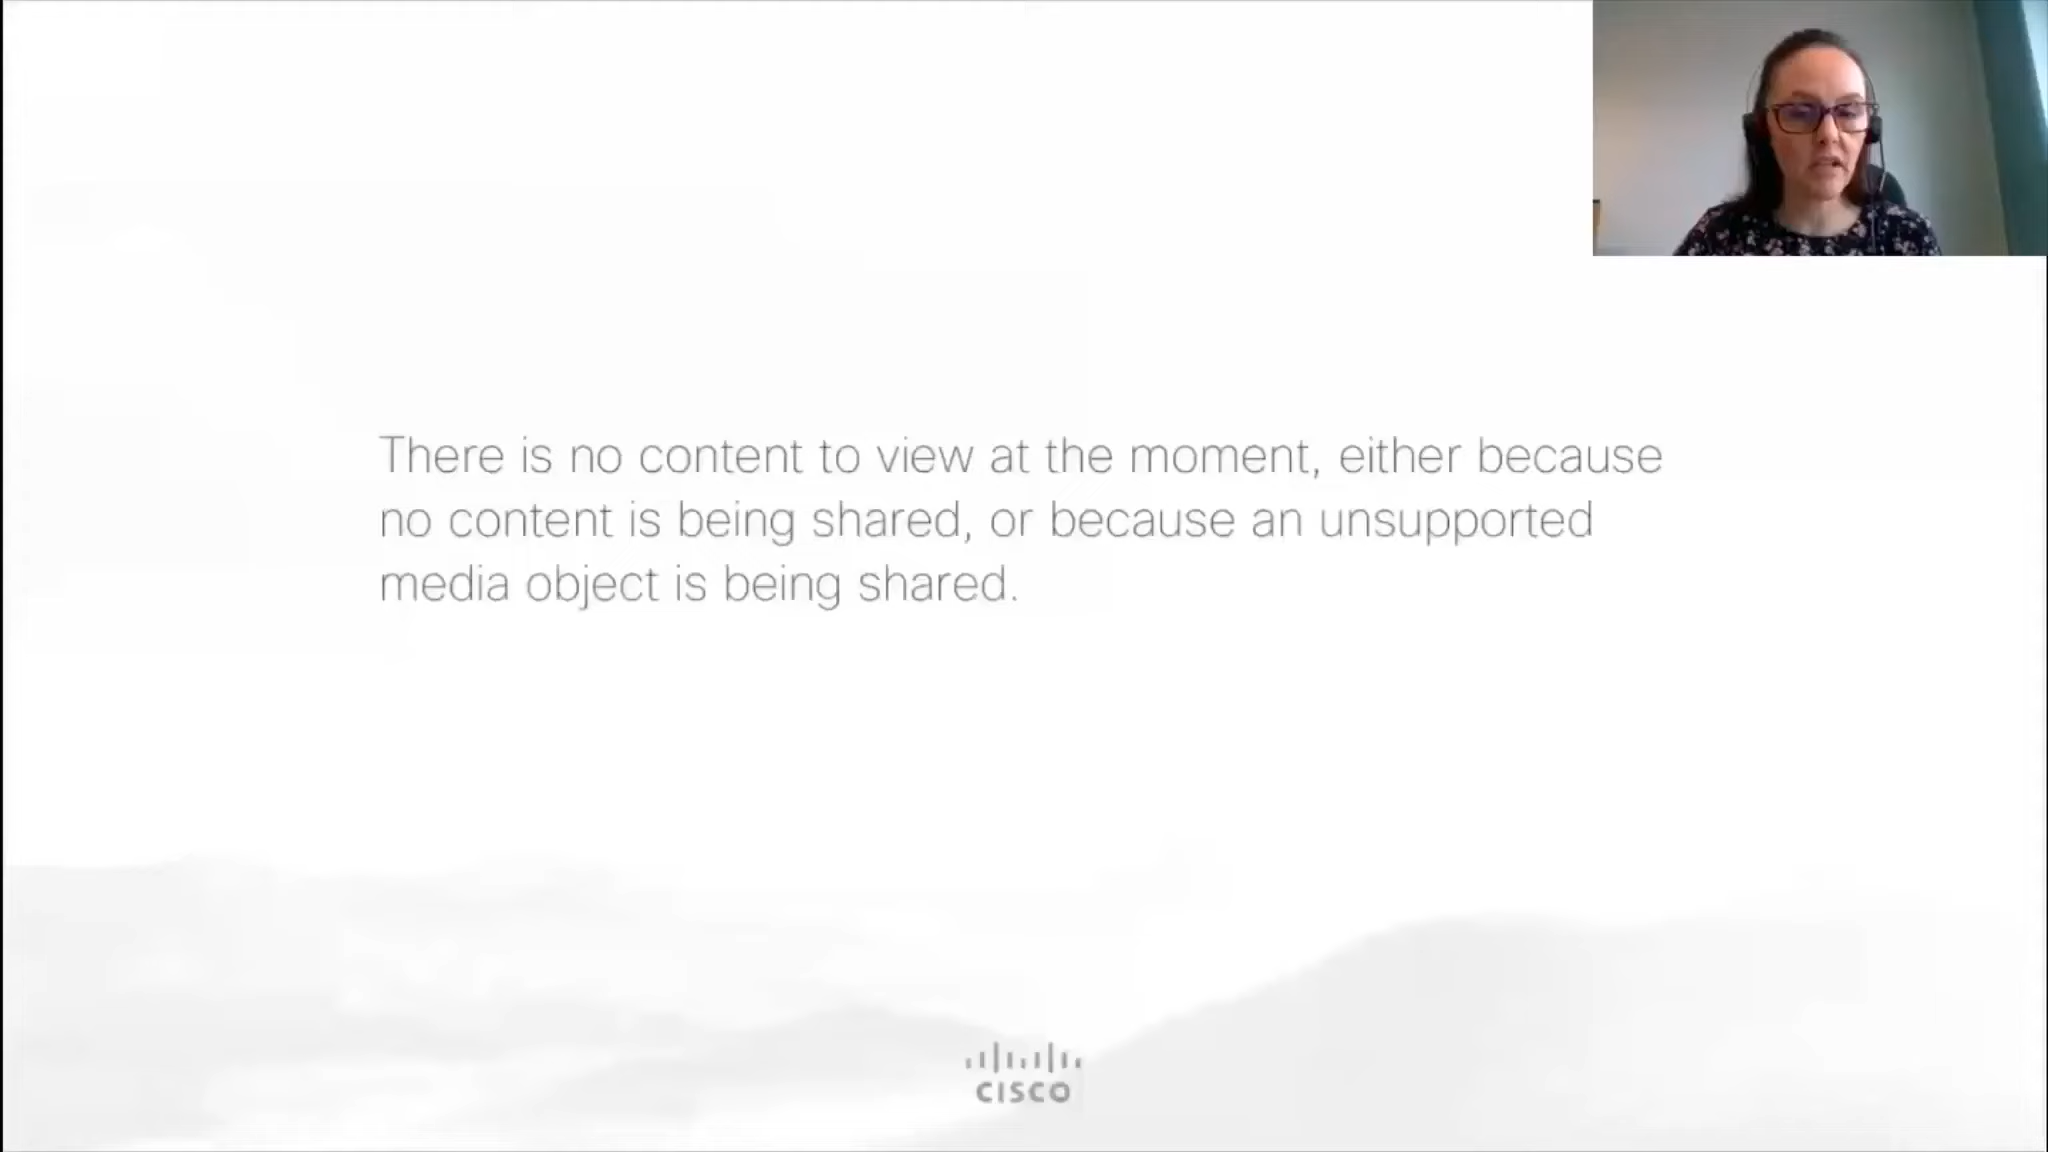 There is no content to view at the moment, either because
no content is being shared, or because an unsupported
media object is being shared.
CISCO